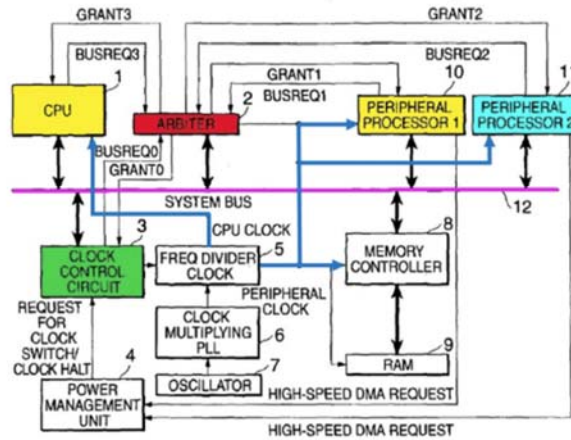 GRANT3
GRANT2
BUSREQ3
BUSREQ2
1
GRANT1
10
11
CPU
2
BUSREQ1
ARBITER
PERIPHERAL
PROCESSOR 1
PERIPHERAL
PROCESSOR 2
BUSREQ0
GRANT0
SYSTEM BUS
12
3
CPU CLOCK
8
CLOCK
CONTROL
CIRCUIT
5
FREQ DIVIDER
CLOCK
MEMORY
CONTROLLER
PERIPHERAL
CLOCK
REQUEST
FOR
CLOCK
SWITCH/
CLOCK HALT
CLOCK
MULTIPLYING
PLL
6
9
RAM
4
7
OSCILLATOR
POWER
MANAGEMENT
UNIT
HIGH-SPEED DMA REQUEST
HIGH-SPEED DMA REQUEST